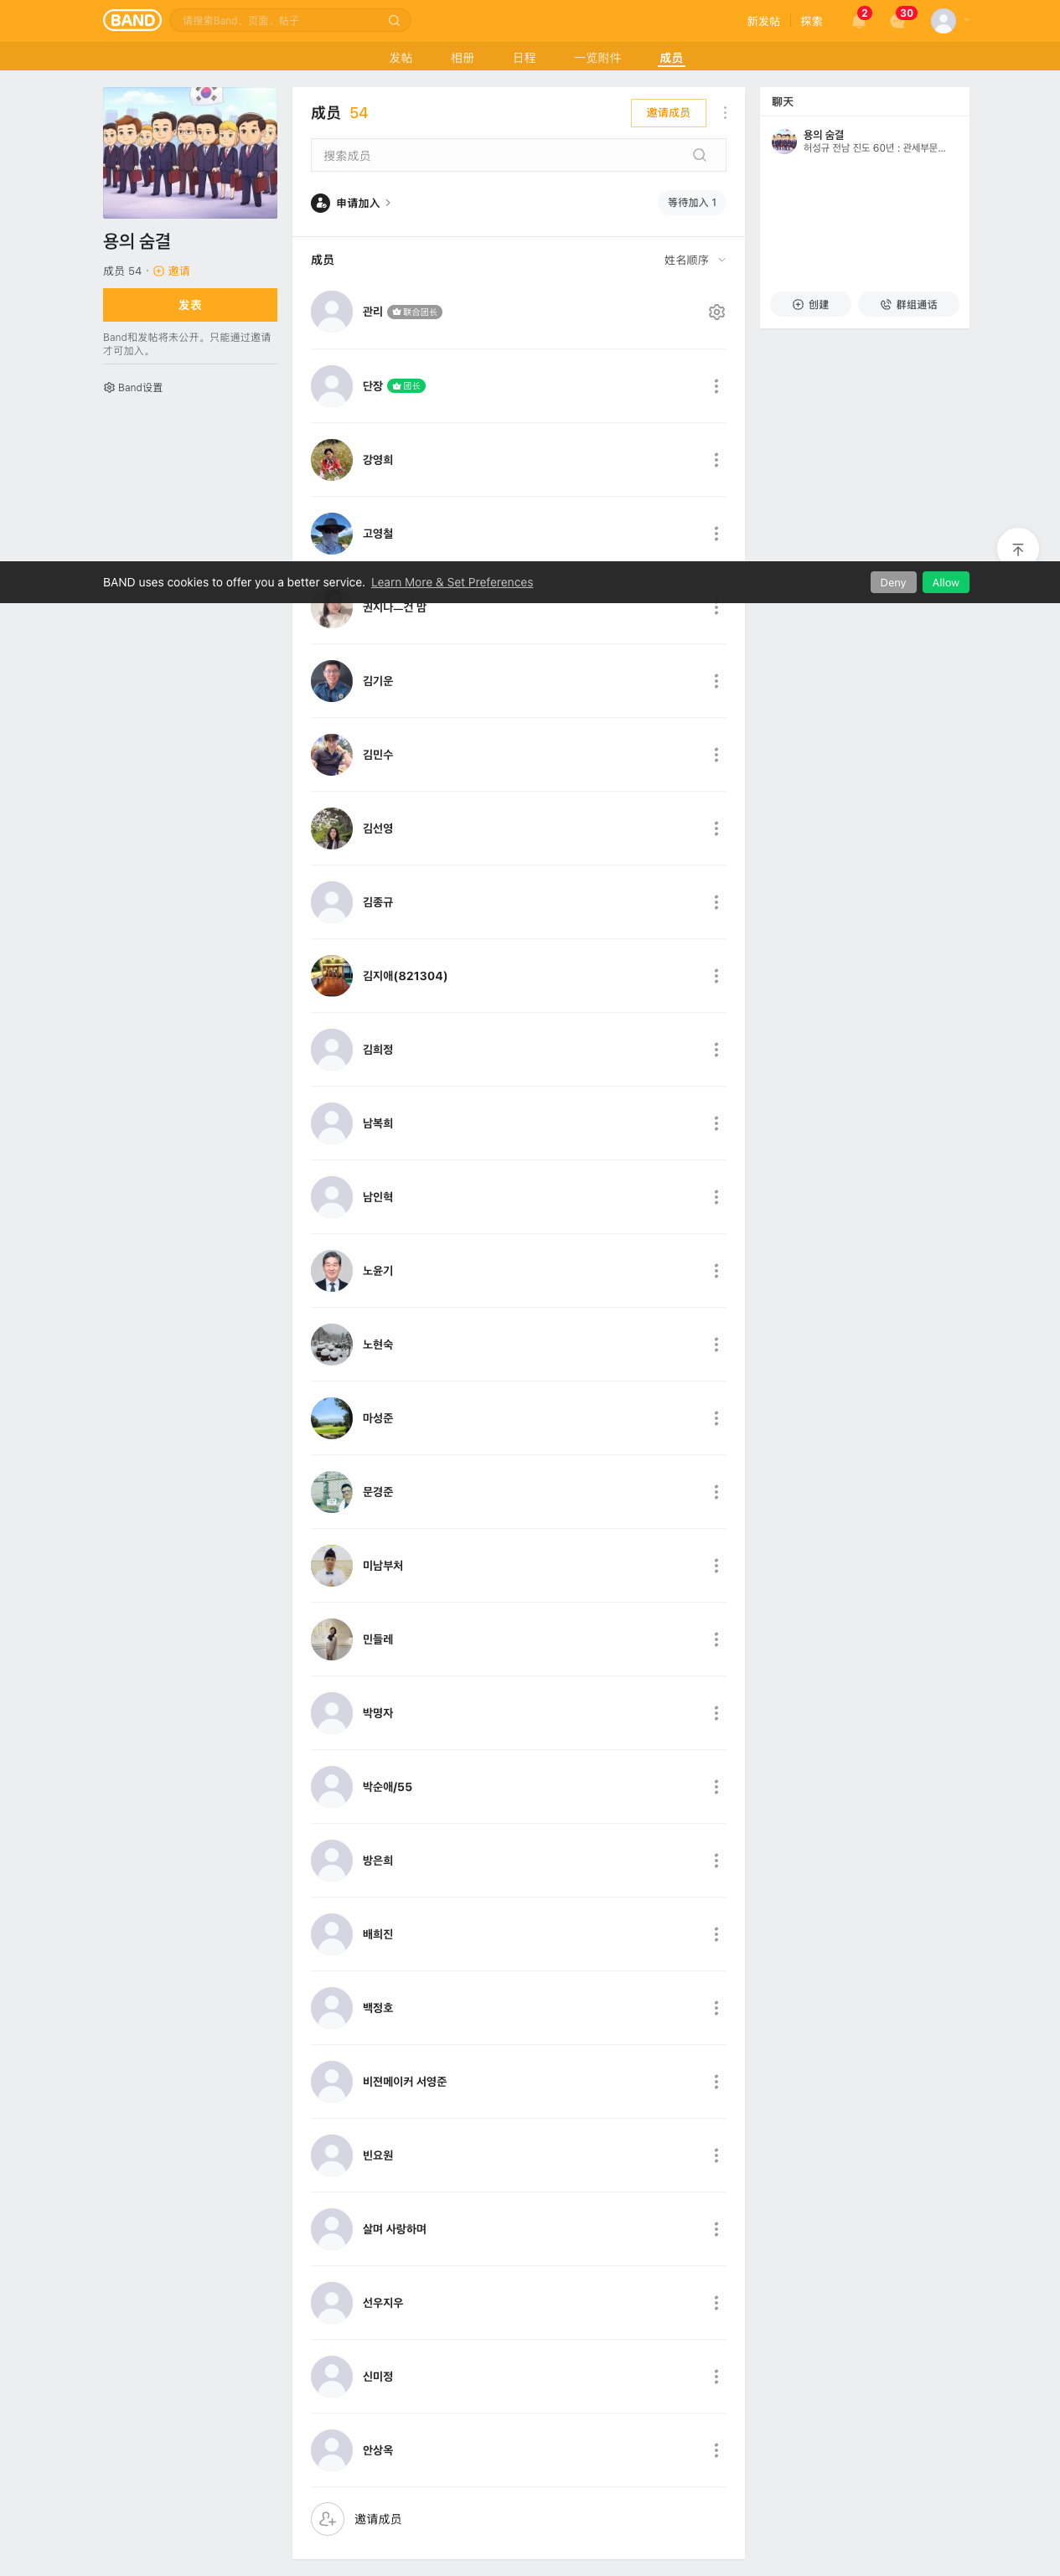 BAND
请搜索Band、页面、帖子
新发帖
探索
2
30
发帖
相册
日程
一览附件
成员
용의 숨결
成员 54 · 邀请
发表
Band和发帖将未公开。只能通过邀请
才可加入。
Band设置
成员 54
邀请成员
搜索成员
申请加入
等待加入 1
成员
姓名顺序
관리 联合团长
단장 团长
강영희
고영철
권지나ㅡ건 맘
김기운
김민수
김선영
김종규
김지애(821304)
김희정
남복희
남인혁
노윤기
노현숙
마성준
문경준
미남부처
민들레
박명자
박순애/55
방은희
배희진
백정호
비젼메이커 서영준
빈요원
살며 사랑하며
선우지우
신미정
안상옥
邀请成员
聊天
용의 숨결
허성규 전남 진도 60년 : 관세부문...
创建
群组通话
BAND uses cookies to offer you a better service. Learn More & Set Preferences
Deny
Allow